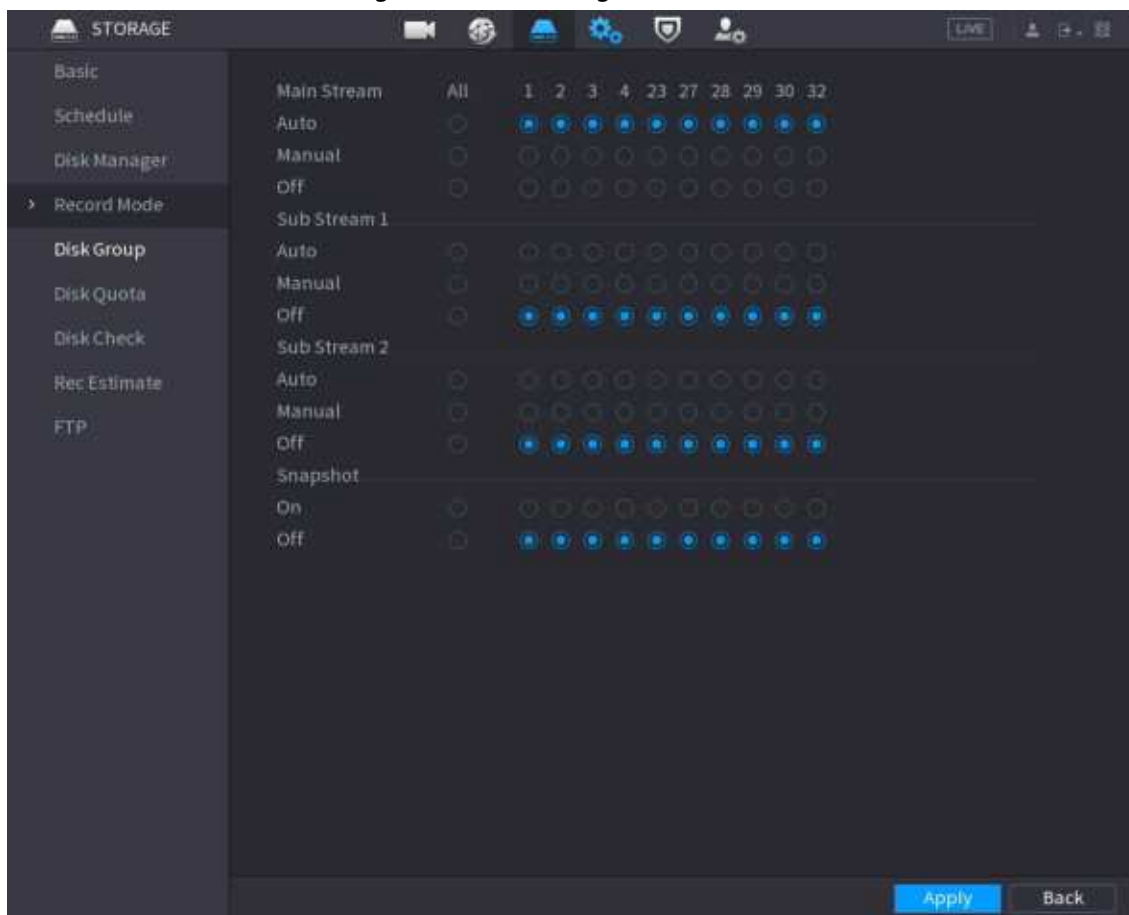 STORAGE LIVE
Basic
Schedule
Disk Manager
Record Mode
Disk Group
Disk Quota
Disk Check
Rec Estimate
FTP
Main Stream All 1 2 3 4 23 27 28 29 30 32
Auto
Manual
Off
Sub Stream 1
Auto
Manual
Off
Sub Stream 2
Auto
Manual
Off
Snapshot
On
Off
Apply Back